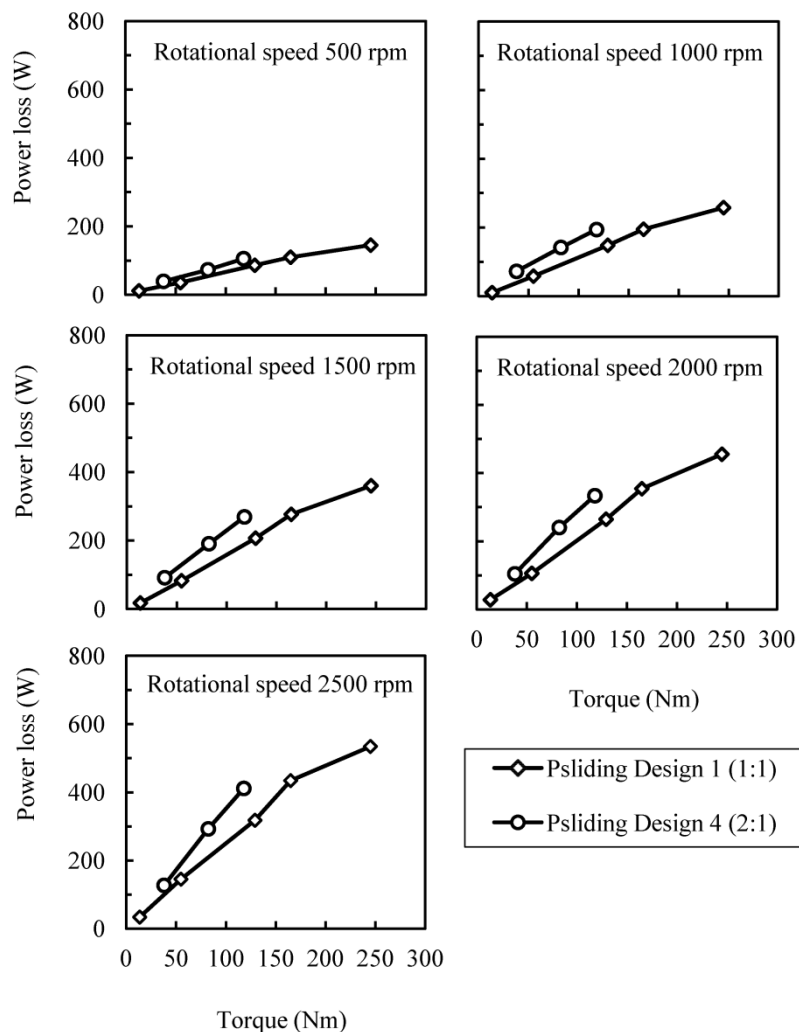 Power loss (W)
800
600
400
200
0
Rotational speed 500 rpm
Rotational speed 1000 rpm
Power loss (W)
800
600
400
200
0
Rotational speed 1500 rpm
Rotational speed 2000 rpm
0 50 100 150 200 250 300
Torque (Nm)
Power loss (W)
800
600
400
200
0
Rotational speed 2500 rpm
0 50 100 150 200 250 300
Torque (Nm)
Psliding Design 1 (1:1)
Psliding Design 4 (2:1)